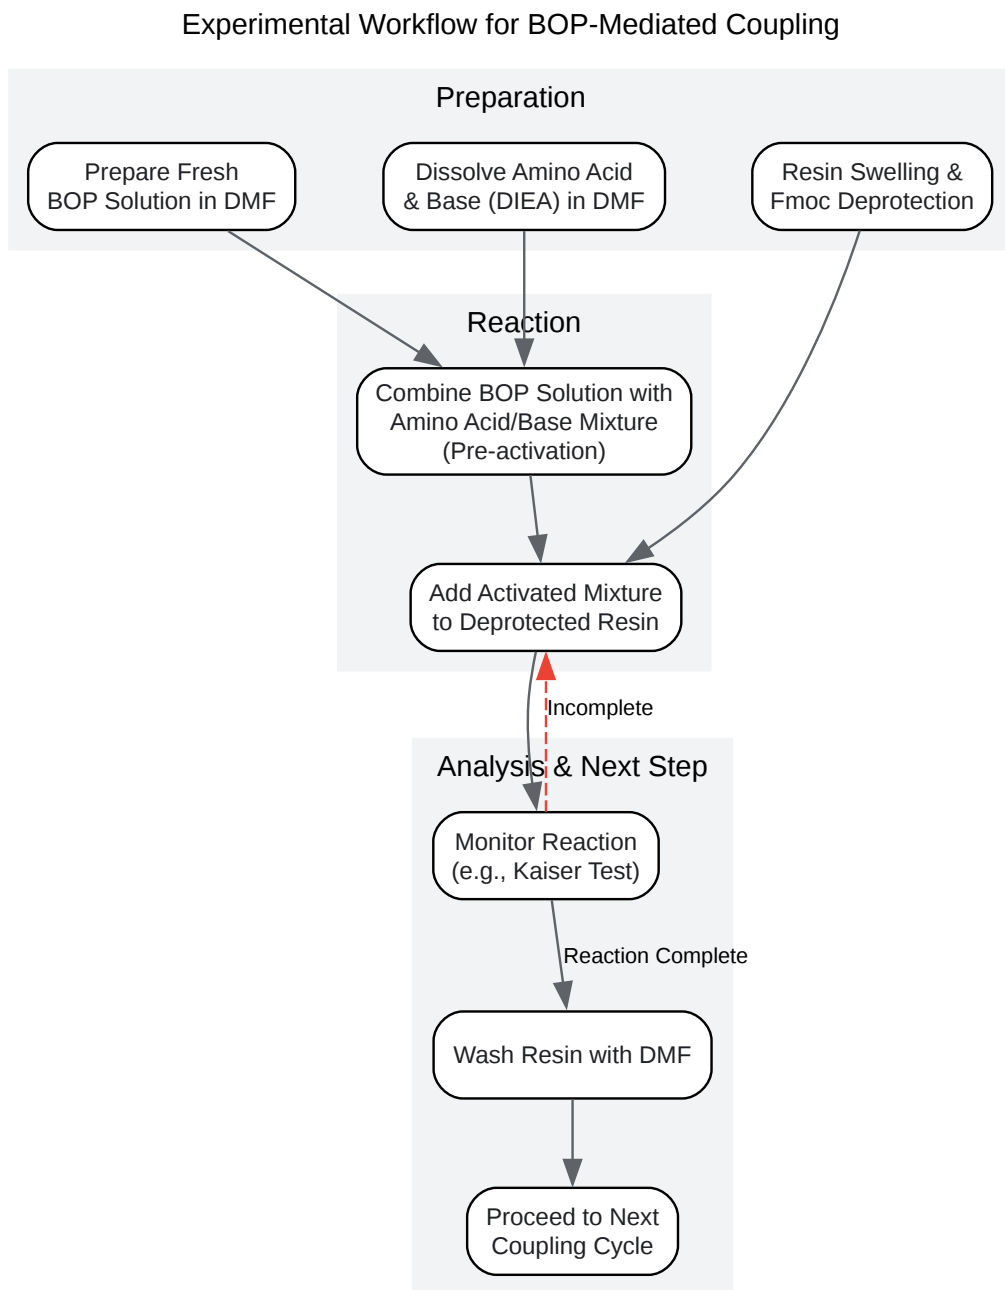 Experimental Workflow for BOP-Mediated Coupling
Preparation
Prepare Fresh
BOP Solution in DMF
Dissolve Amino Acid
& Base (DIEA) in DMF
Resin Swelling &
Fmoc Deprotection
Reaction
Combine BOP Solution with
Amino Acid/Base Mixture
(Pre-activation)
Add Activated Mixture
to Deprotected Resin
Incomplete
Analysis & Next Step
Monitor Reaction
(e.g., Kaiser Test)
Reaction Complete
Wash Resin with DMF
Proceed to Next
Coupling Cycle